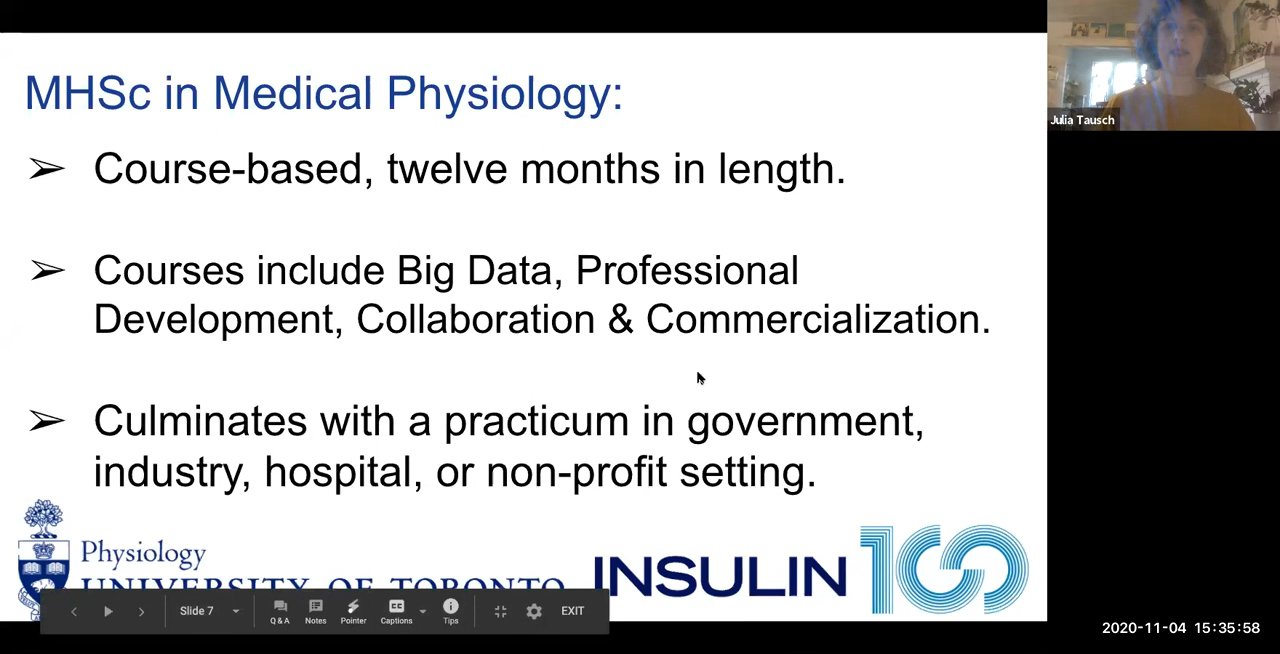 MHSc in Medical Physiology:
➢ Course-based, twelve months in length.
➢ Courses include Big Data, Professional
Development, Collaboration & Commercialization.
➢ Culminates with a practicum in government,
industry, hospital, or non-profit setting.
Physiology
UNIVERSITY OF TORONTO
INSULIN 100
Slide 7
Q & A
Notes
Pointer
CC
Captions
Tips
EXIT
Julia Tausch
2020-11-04 15:35:58